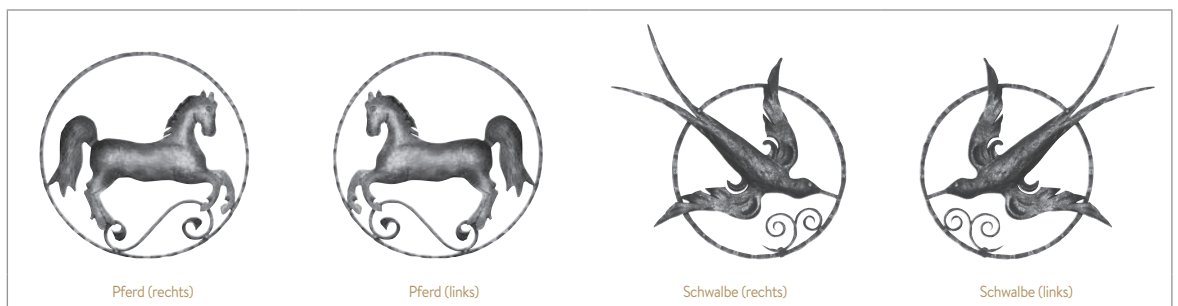 Pferd (rechts)
Pferd (links)
Schwalbe (rechts)
Schwalbe (links)